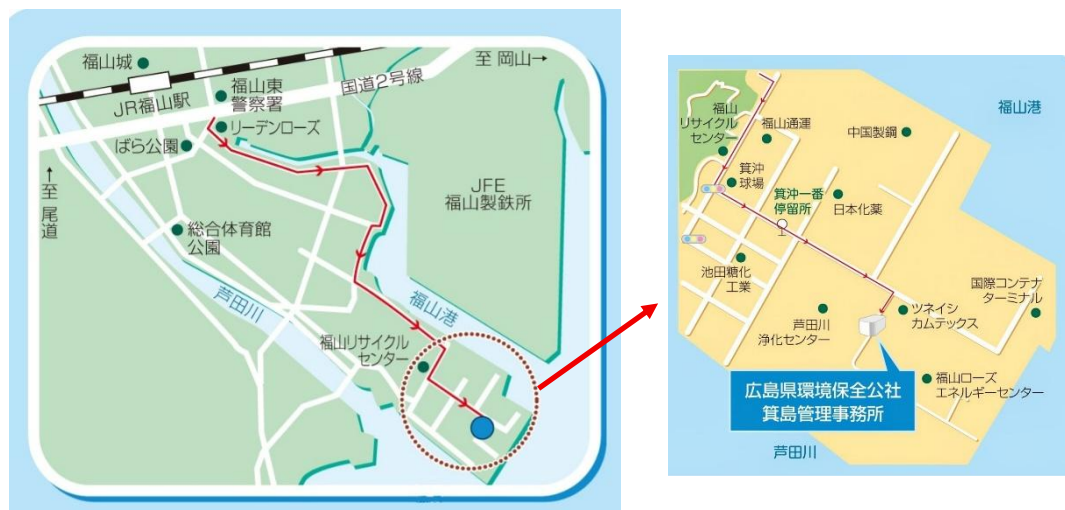 福山城
至 岡山→
JR福山駅
福山東
警察署
国道2号線
リーデンローズ
ばら公園
↑
至 尾道
JFE
福山製鉄所
総合体育館
公園
芦田川
福山港
福山リサイクル
センター
福山港
福山
リサイクル
センター
福山通運
中国製鋼
箕沖
球場
箕沖一番
停留所
日本化薬
池田糖化
工業
国際コンテナ
ターミナル
芦田川
浄化センター
ツネイシ
カムテックス
広島県環境保全公社
箕島管理事務所
福山ローズ
エネルギーセンター
芦田川